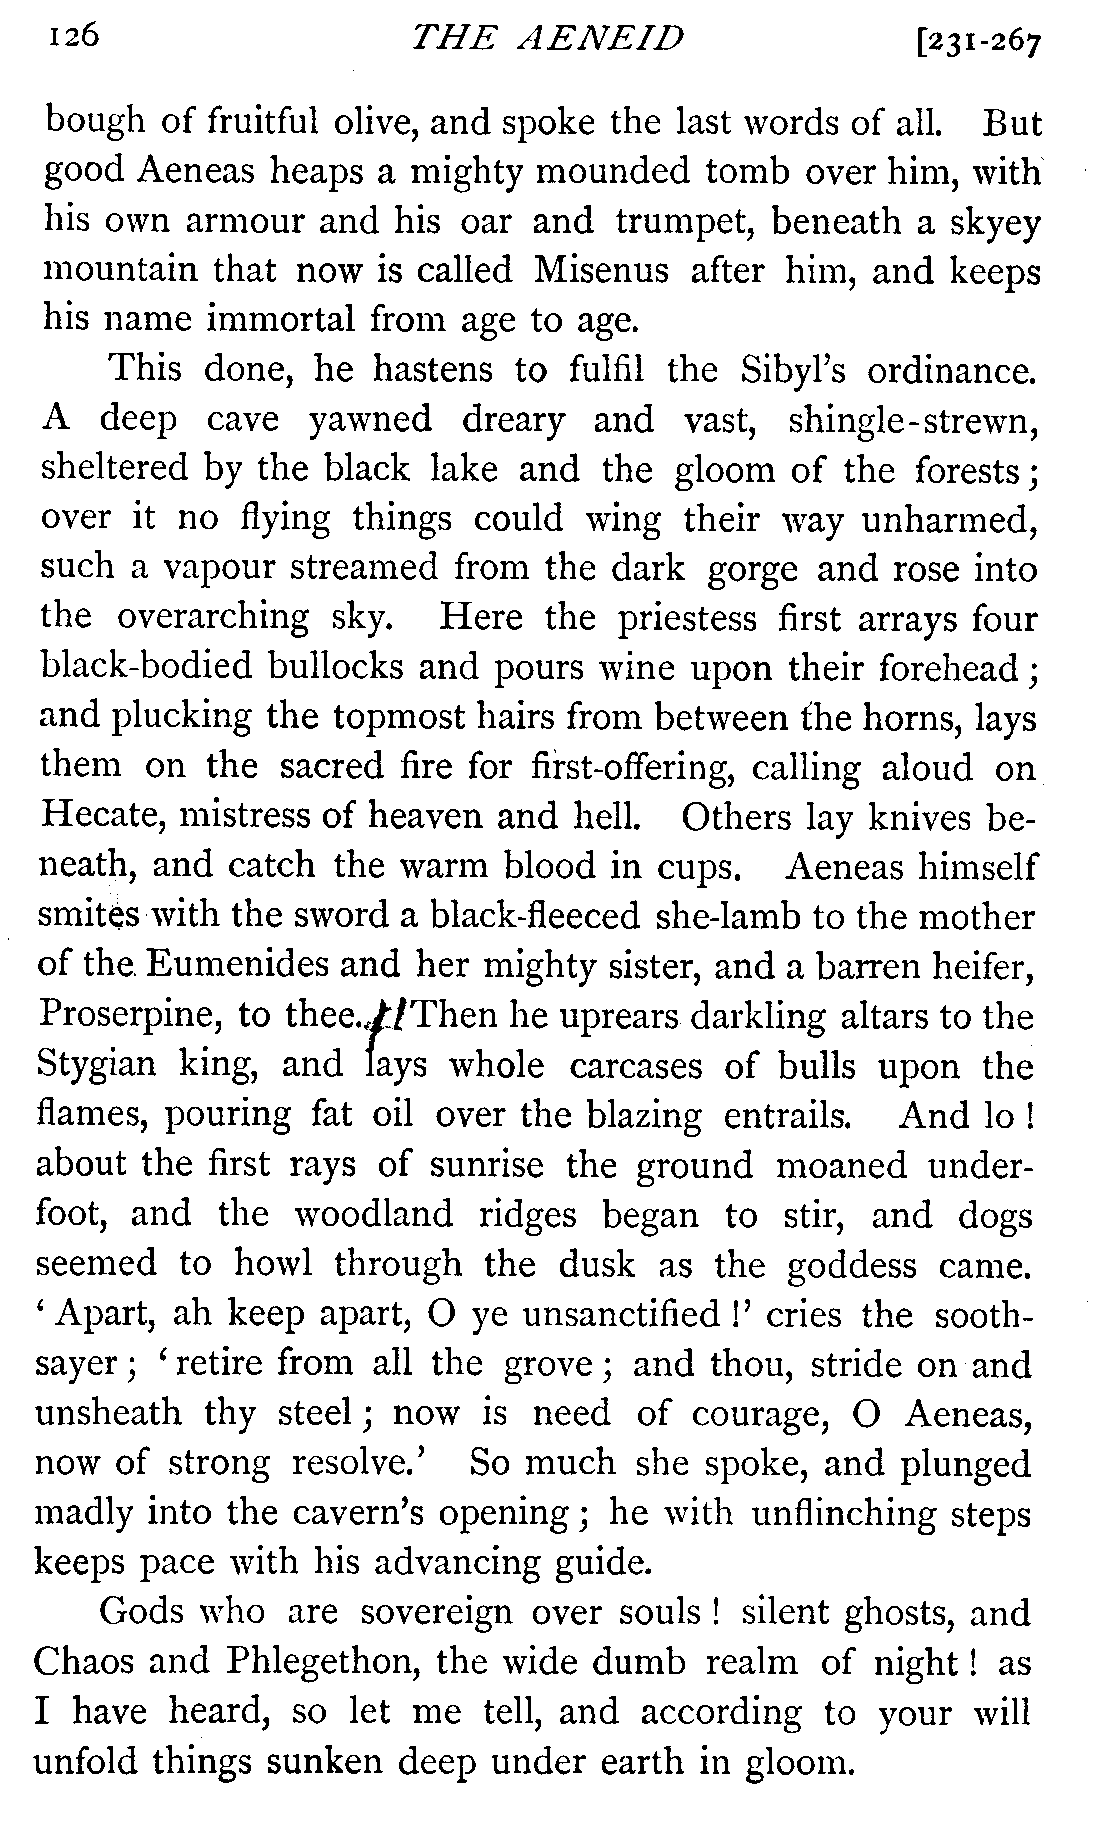 126 THE AENEID [231-267
bough of fruitful olive, and spoke the last words of all. But
good Aeneas heaps a mighty mounded tomb over him, with
his own armour and his oar and trumpet, beneath a skyey
mountain that now is called Misenus after him, and keeps
his name immortal from age to age.
This done, he hastens to fulfil the Sibyl's ordinance.
A deep cave yawned dreary and vast, shingle-strewn,
sheltered by the black lake and the gloom of the forests ;
over it no flying things could wing their way unharmed,
such a vapour streamed from the dark gorge and rose into
the overarching sky. Here the priestess first arrays four
black-bodied bullocks and pours wine upon their forehead ;
and plucking the topmost hairs from between the horns, lays
them on the sacred fire for first-offering, calling aloud on
Hecate, mistress of heaven and hell. Others lay knives be-
neath, and catch the warm blood in cups. Aeneas himself
smites with the sword a black-fleeced she-lamb to the mother
of the Eumenides and her mighty sister, and a barren heifer,
Proserpine, to thee. Then he uprears darkling altars to the
Stygian king, and lays whole carcases of bulls upon the
flames, pouring fat oil over the blazing entrails. And lo !
about the first rays of sunrise the ground moaned under-
foot, and the woodland ridges began to stir, and dogs
seemed to howl through the dusk as the goddess came.
‘ Apart, ah keep apart, O ye unsanctified !’ cries the sooth-
sayer ; ‘ retire from all the grove ; and thou, stride on and
unsheath thy steel ; now is need of courage, O Aeneas,
now of strong resolve.’ So much she spoke, and plunged
madly into the cavern's opening ; he with unflinching steps
keeps pace with his advancing guide.
Gods who are sovereign over souls ! silent ghosts, and
Chaos and Phlegethon, the wide dumb realm of night ! as
I have heard, so let me tell, and according to your will
unfold things sunken deep under earth in gloom.